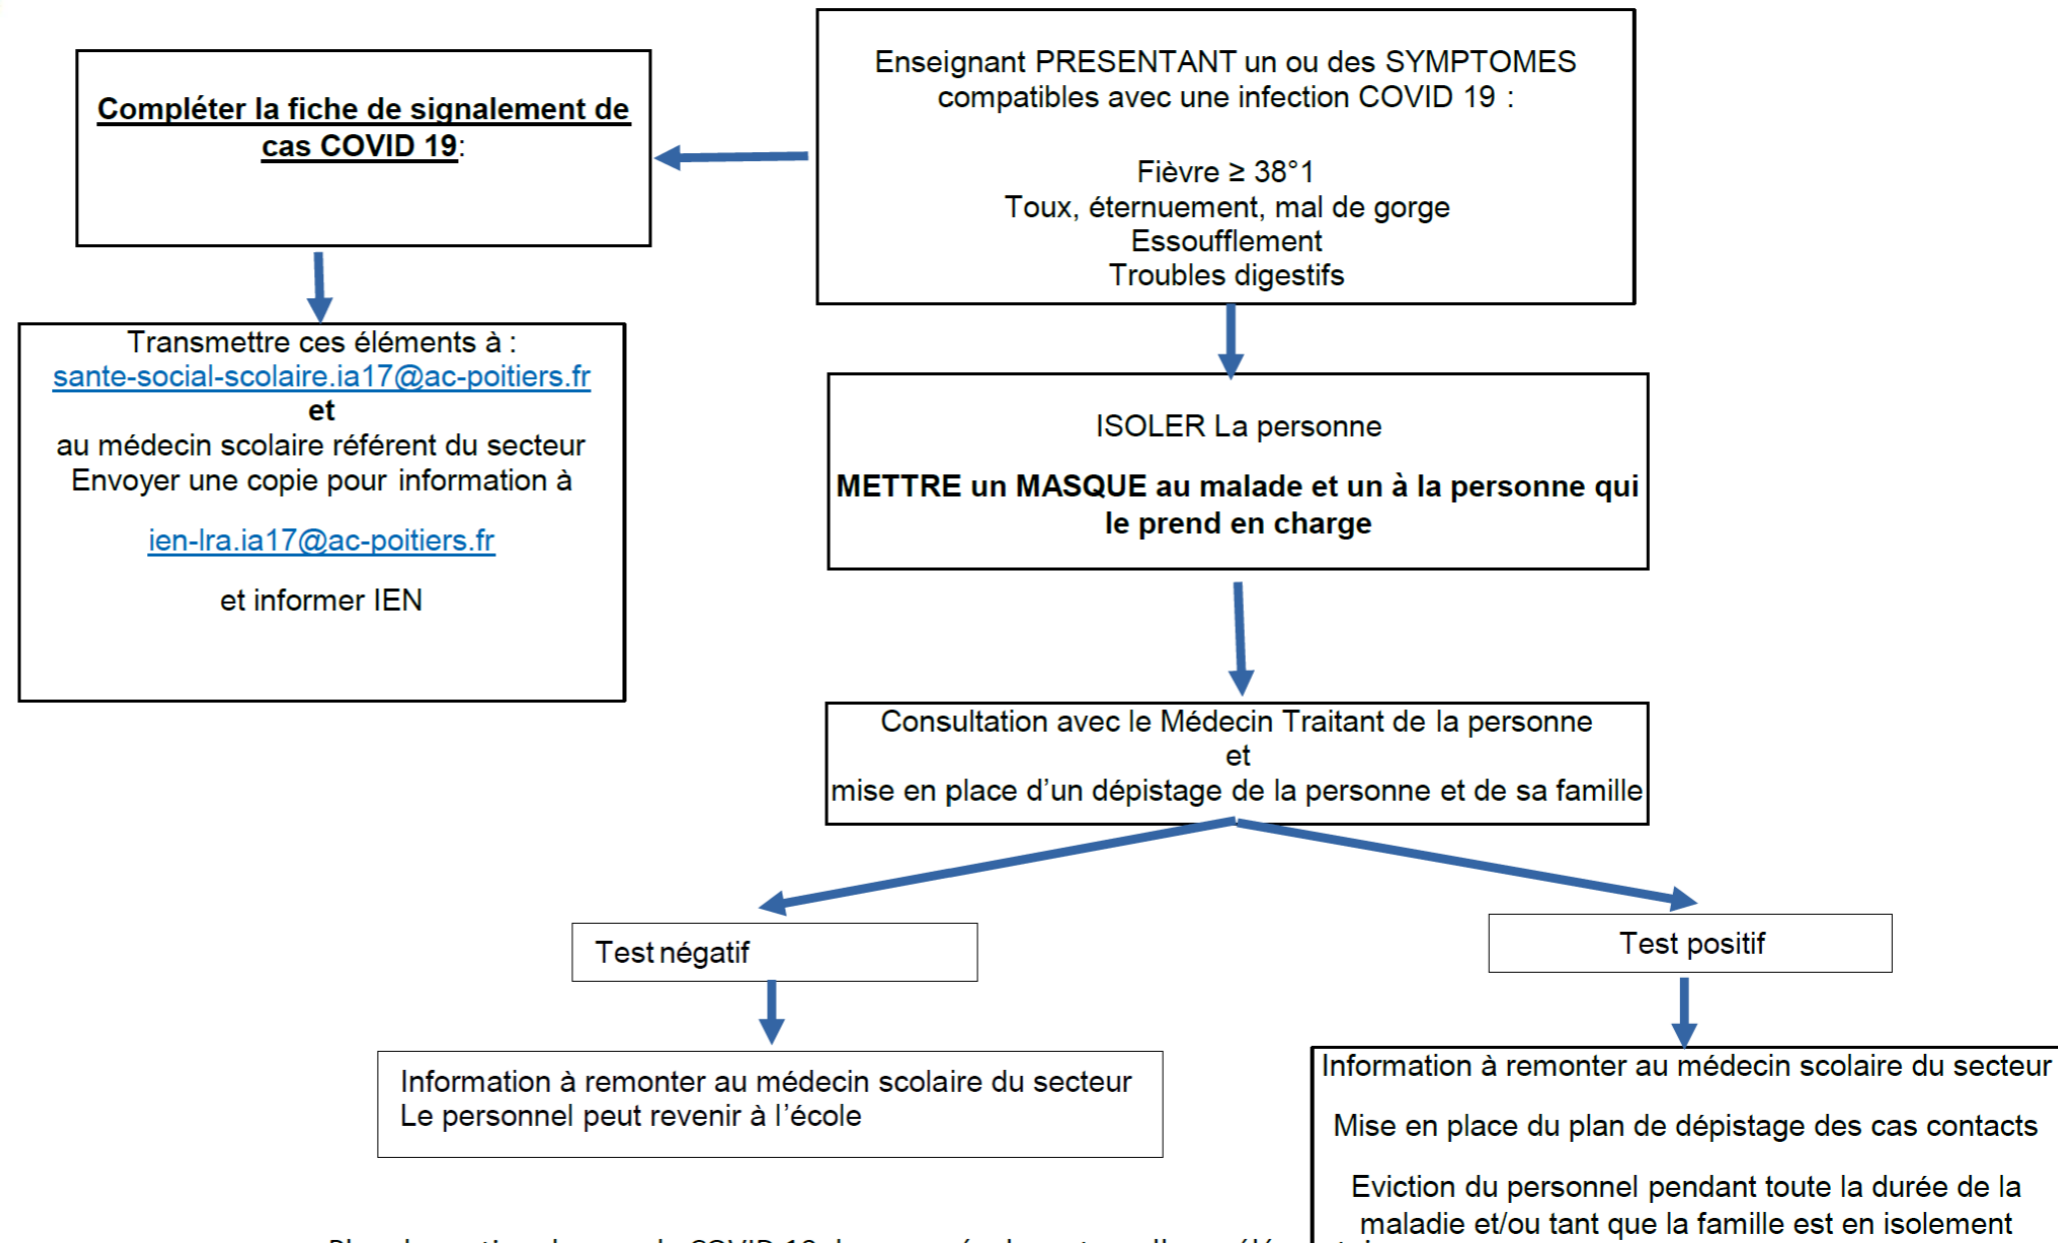 Compléter la fiche de signalement de
cas COVID 19:
Enseignant PRESENTANT un ou des SYMPTOMES
compatibles avec une infection COVID 19 :
Fièvre ≥ 38°1
Toux, éternuement, mal de gorge
Essoufflement
Troubles digestifs
Transmettre ces éléments à :
sante-social-scolaire.ia17@ac-poitiers.fr
et
au médecin scolaire référent du secteur
Envoyer une copie pour information à
ien-lra.ia17@ac-poitiers.fr
et informer IEN
ISOLER La personne
METTRE un MASQUE au malade et un à la personne qui
le prend en charge
Consultation avec le Médecin Traitant de la personne
et
mise en place d'un dépistage de la personne et de sa famille
Test négatif
Test positif
Information à remonter au médecin scolaire du secteur
Le personnel peut revenir à l'école
Information à remonter au médecin scolaire du secteur
Mise en place du plan de dépistage des cas contacts
Eviction du personnel pendant toute la durée de la
maladie et/ou tant que la famille est en isolement